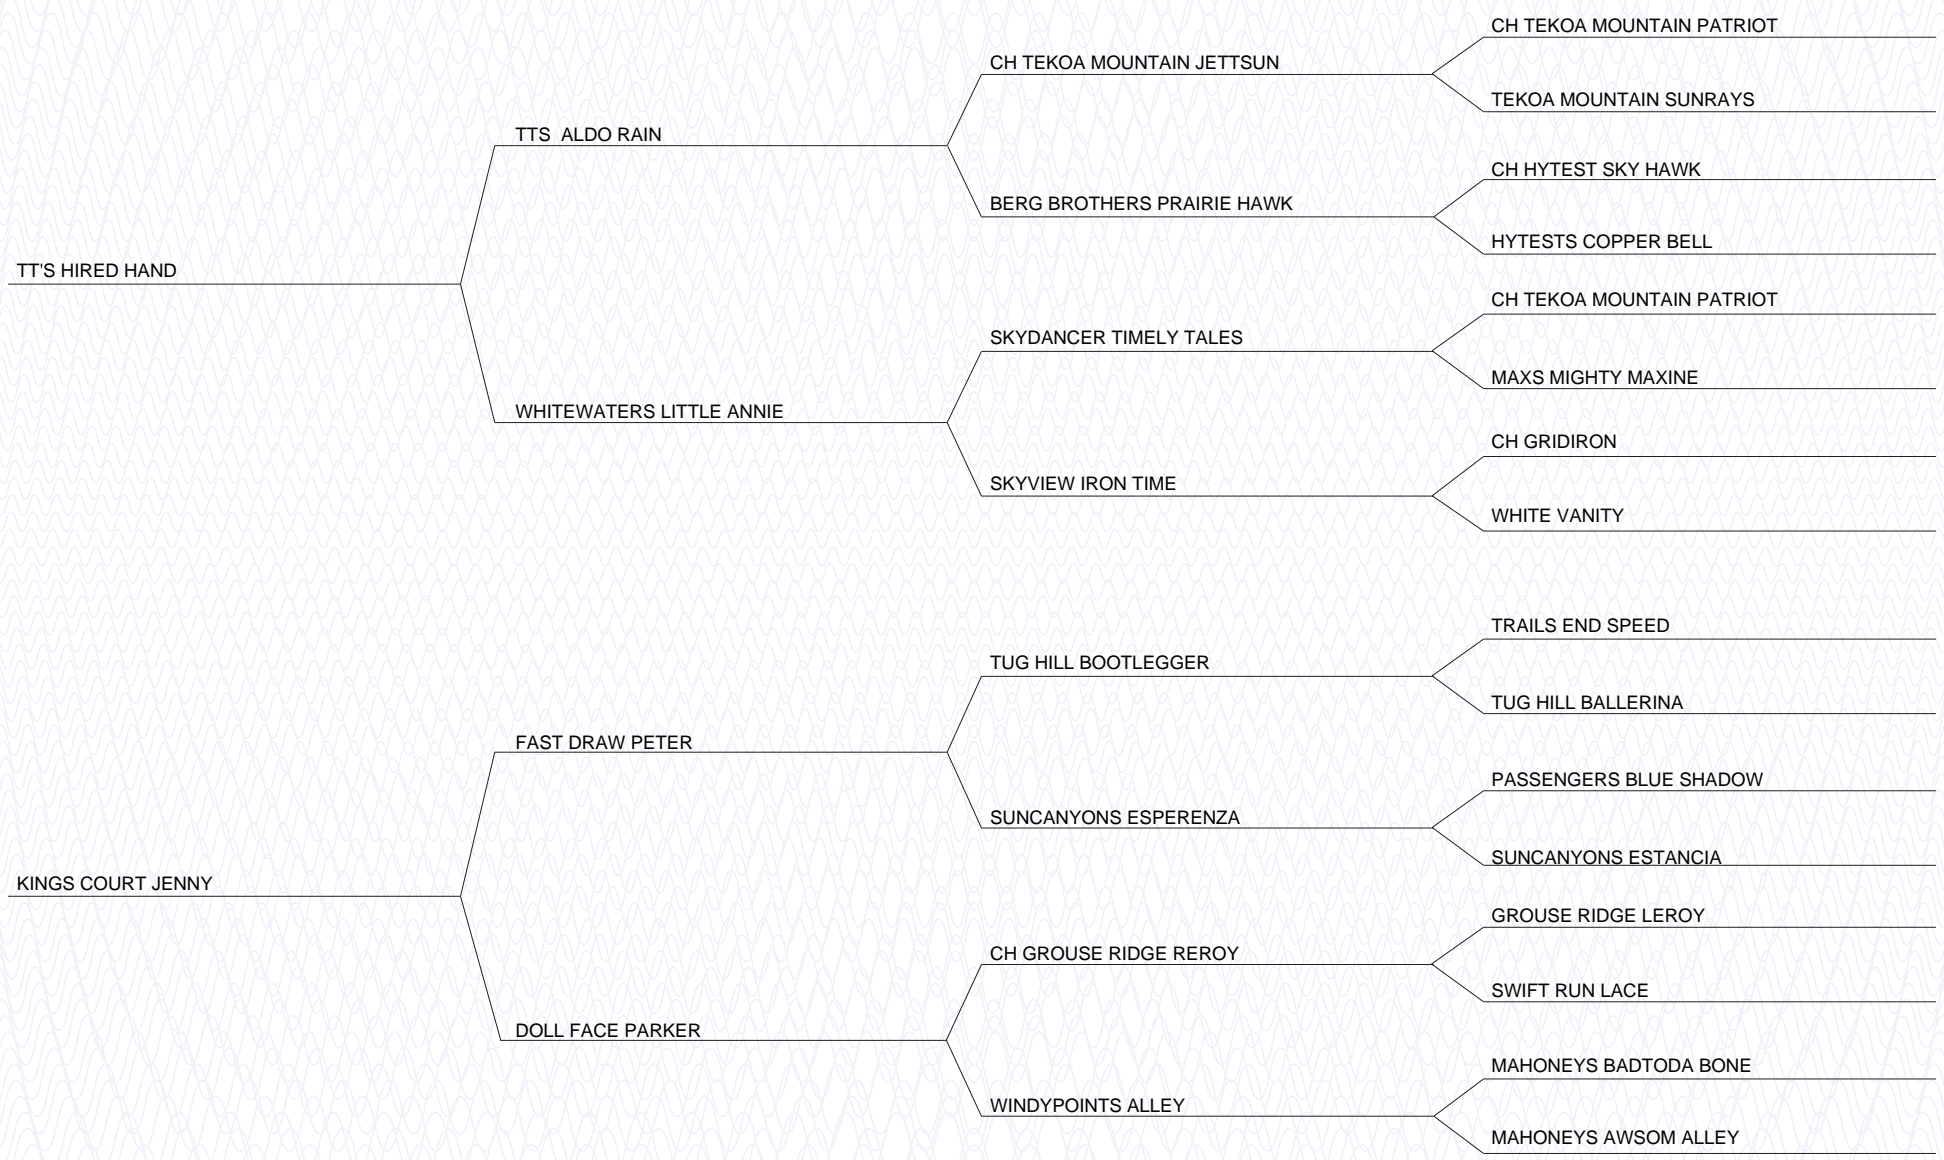 CH TEKOA MOUNTAIN PATRIOT
CH TEKOA MOUNTAIN JETTSUN
TEKOA MOUNTAIN SUNRAYS
TTS  ALDO RAIN
CH HYTEST SKY HAWK
BERG BROTHERS PRAIRIE HAWK
HYTESTS COPPER BELL
TT'S HIRED HAND
CH TEKOA MOUNTAIN PATRIOT
SKYDANCER TIMELY TALES
MAXS MIGHTY MAXINE
WHITEWATERS LITTLE ANNIE
CH GRIDIRON
SKYVIEW IRON TIME
WHITE VANITY
TRAILS END SPEED
TUG HILL BOOTLEGGER
TUG HILL BALLERINA
FAST DRAW PETER
PASSENGERS BLUE SHADOW
SUNCANYONS ESPERENZA
SUNCANYONS ESTANCIA
KINGS COURT JENNY
GROUSE RIDGE LEROY
CH GROUSE RIDGE REROY
SWIFT RUN LACE
DOLL FACE PARKER
MAHONEYS BADTODA BONE
WINDYPOINTS ALLEY
MAHONEYS AWSOM ALLEY